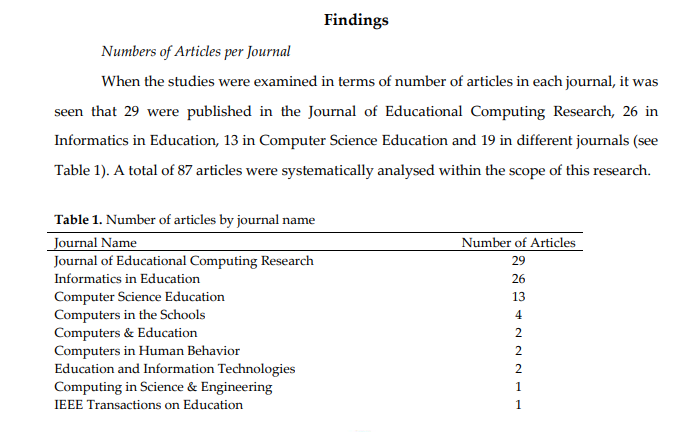 Findings
Numbers of Articles per Journal
When the studies were examined in terms of number of articles in each journal, it was
seen that 29 were published in the Journal of Educational Computing Research, 26 in
Informatics in Education, 13 in Computer Science Education and 19 in different journals (see
Table 1). A total of 87 articles were systematically analysed within the scope of this research.
Table 1. Number of articles by journal name
Journal Name Number of Articles
Journal of Educational Computing Research 29
Informatics in Education 26
Computer Science Education 13
Computers in the Schools 4
Computers & Education 2
Computers in Human Behavior 2
Education and Information Technologies 2
Computing in Science & Engineering 1
IEEE Transactions on Education 1